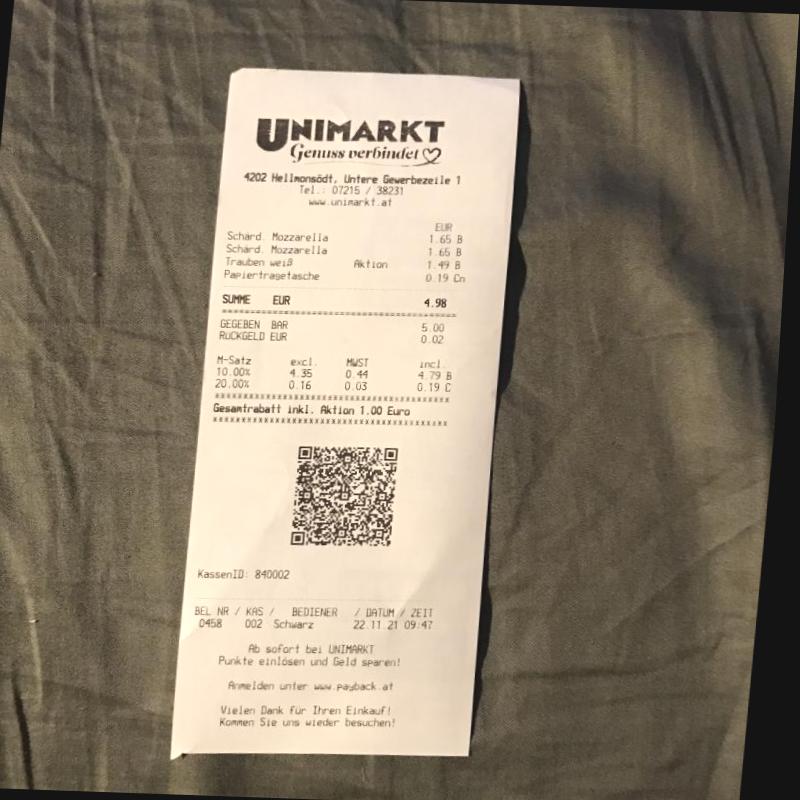 UNIMARKT
Genuss verbindet
4202 Hellmonsödt, Untere Gewerbezeile 1
Tel.: 07215 / 38231
www.unimarkt.at
EUR
Schärd. Mozzarella 1.65 B
Schärd. Mozzarella 1.65 B
Trauben weiß Aktion 1.49 B
Papiertragetasche 0.19 Cn
SUMME EUR 4.98
GEGEBEN BAR 5.00
RÜCKGELD EUR 0.02
M-Satz excl. MWST incl.
10.00% 4.35 0.44 4.79 B
20.00% 0.16 0.03 0.19 C
Gesamtrabatt inkl. Aktion 1.00 Euro
KassenID: 840002
BEL NR / KAS / BEDIENER / DATUM / ZEIT
0458 002 Schwarz 22.11.21 09:47
Ab sofort bei UNIMARKT
Punkte einlösen und Geld sparen!
Anmelden unter www.payback.at
Vielen Dank für Ihren Einkauf!
Kommen Sie uns wieder besuchen!